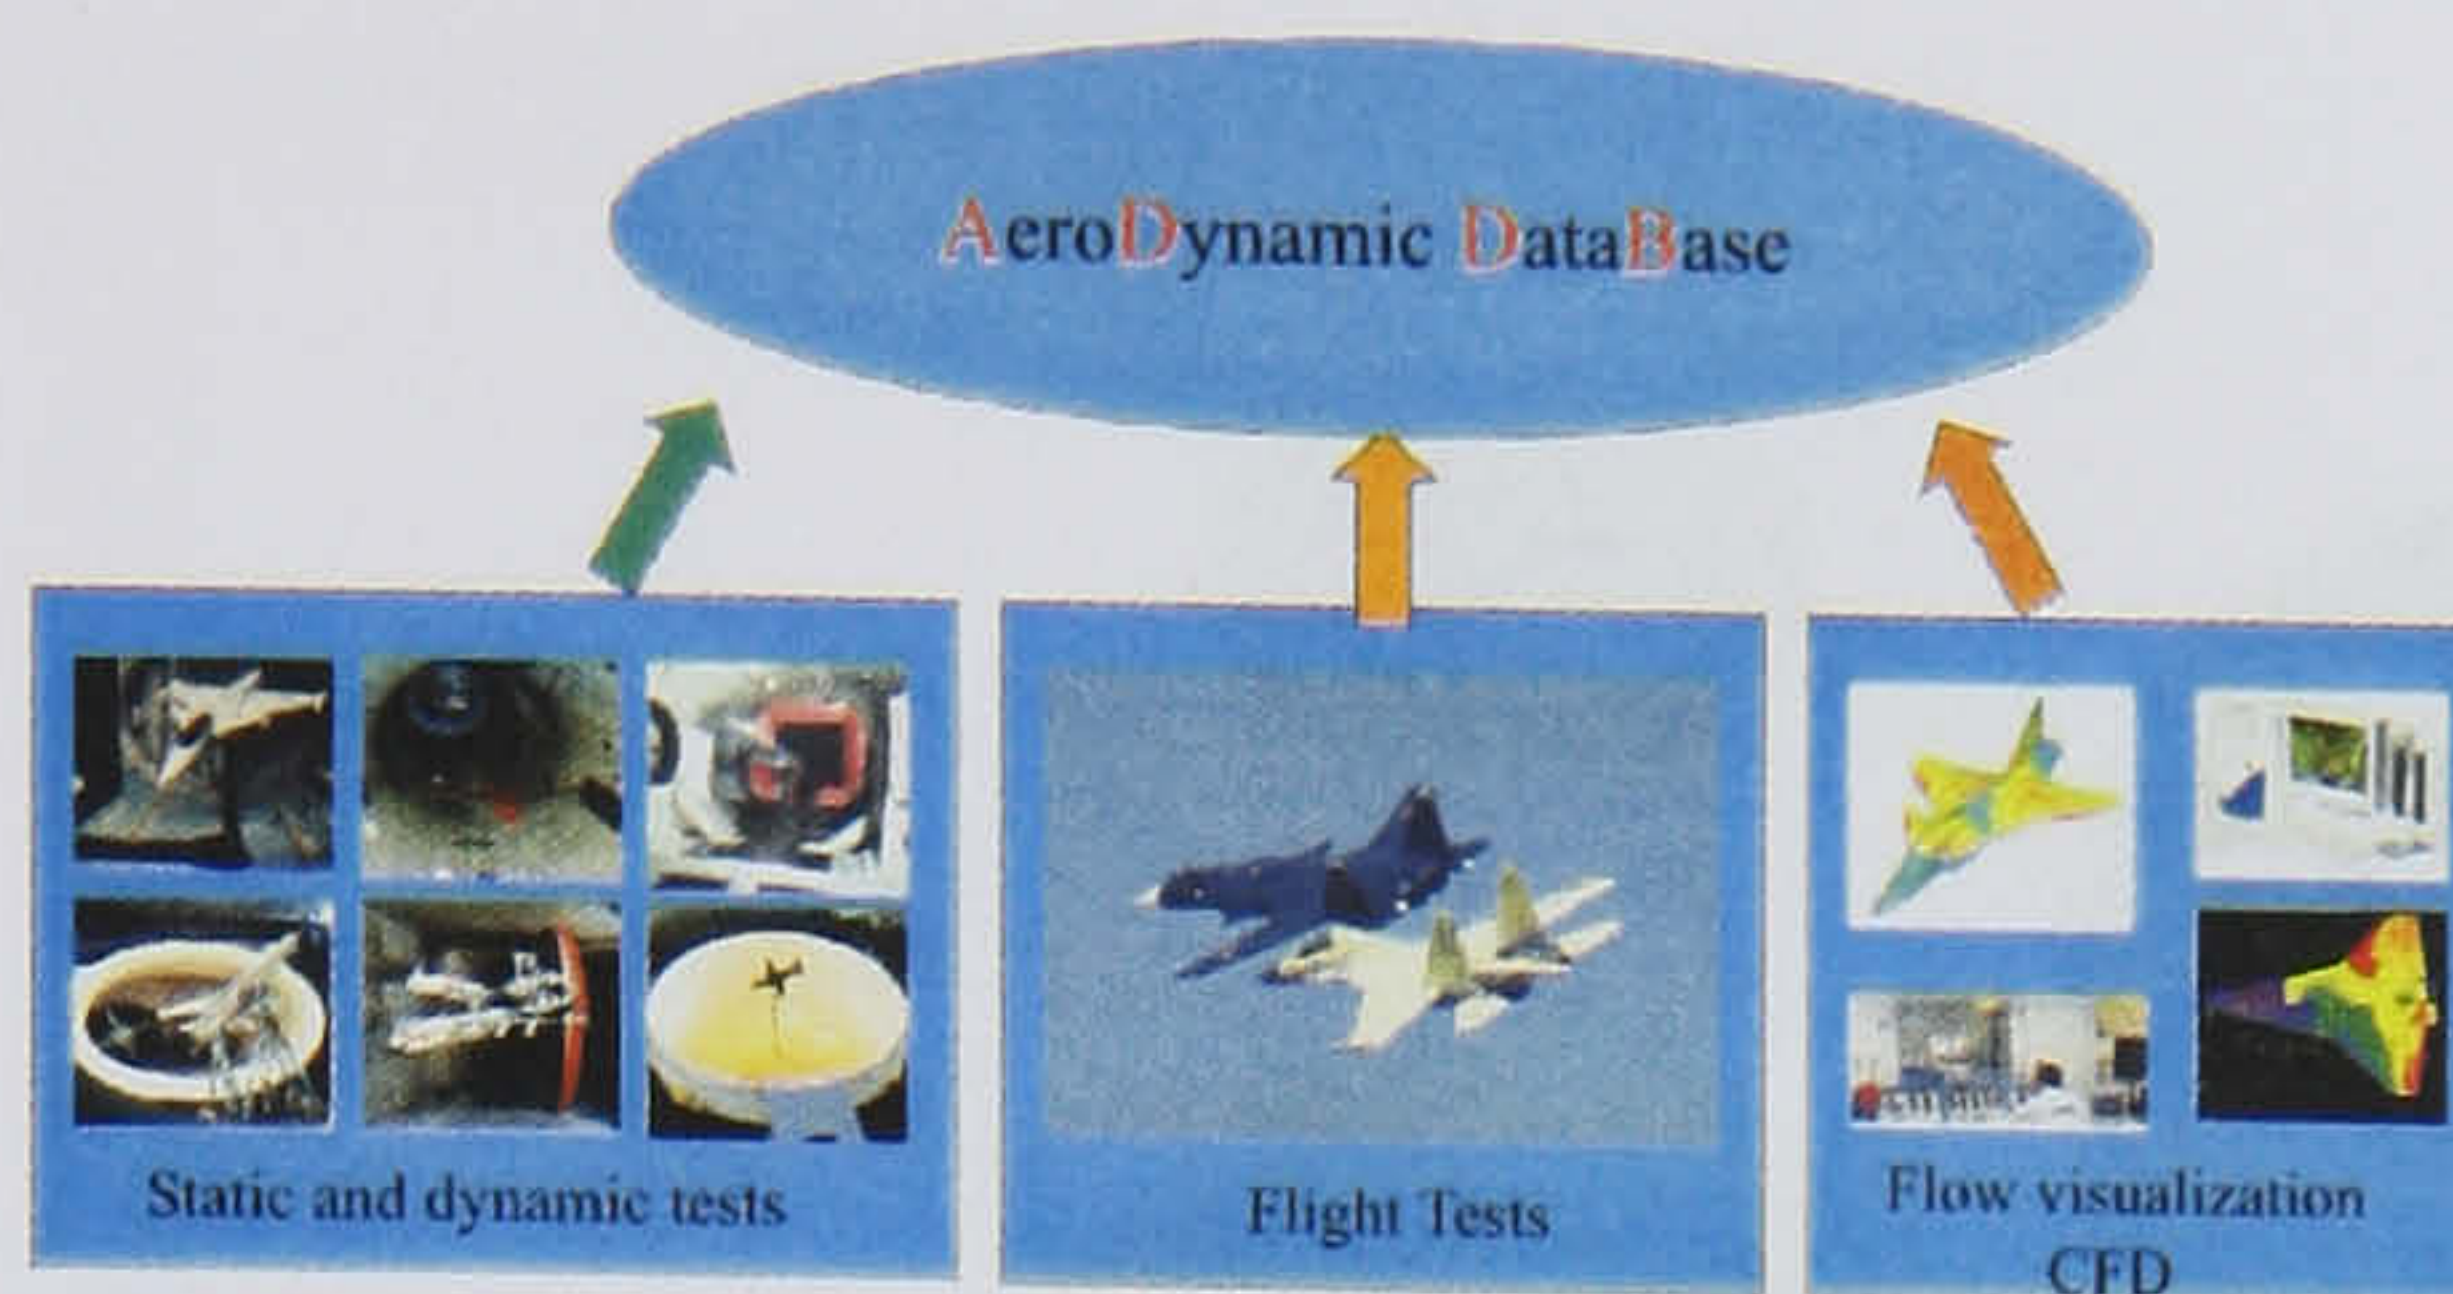 AeroDynamic DataBase
Static and dynamic tests
Flight Tests
Flow visualization
CFD